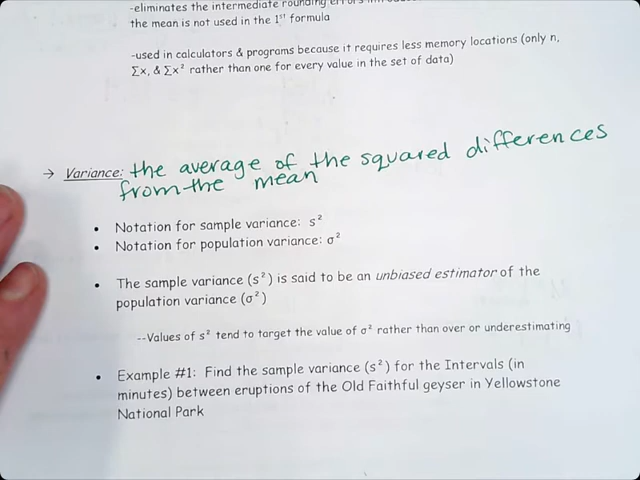 -eliminates the intermediate rounding errors
the mean is not used in the 1st formula
-used in calculators & programs because it requires less memory locations (only n,
Σx, & Σx² rather than one for every value in the set of data)
→ Variance: the average of the squared differences
from the mean
• Notation for sample variance: s²
• Notation for population variance: σ²
• The sample variance (s²) is said to be an unbiased estimator of the
population variance (σ²)
--Values of s² tend to target the value of σ² rather than over or underestimating
• Example #1: Find the sample variance (s²) for the Intervals (in
minutes) between eruptions of the Old Faithful geyser in Yellowstone
National Park